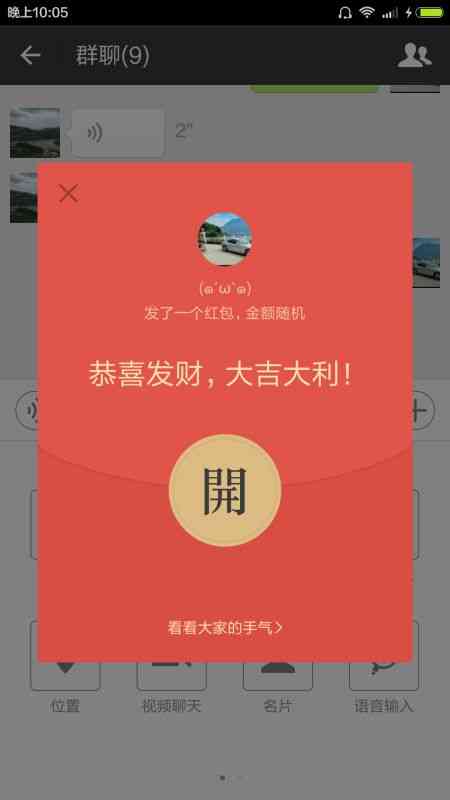 晚上10:05
群聊(9)
2"
(๑´ω`๑)
发了一个红包，金额随机
恭喜发财，大吉大利！
開
看看大家的手气
位置
视频聊天
名片
语音输入